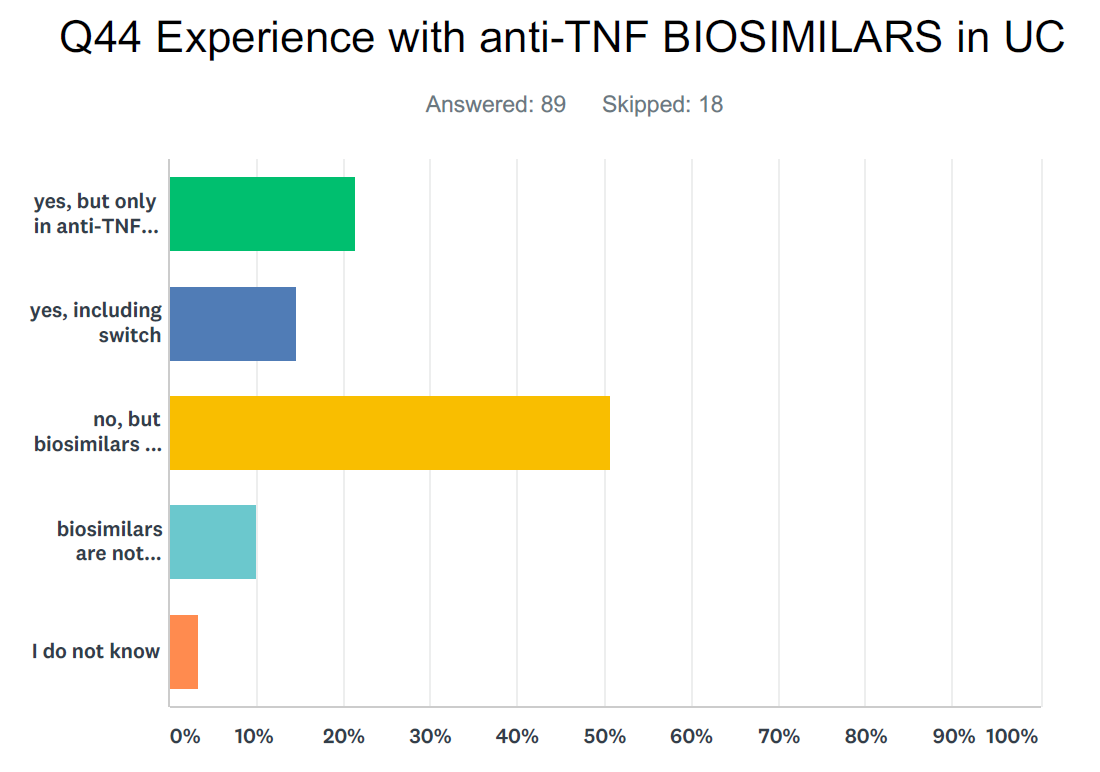 Q44 Experience with anti-TNF BIOSIMILARS in UC
Answered: 89 Skipped: 18
yes, but only
in anti-TNF...
yes, including
switch
no, but
biosimilars ...
biosimilars
are not...
I do not know
0% 10% 20% 30% 40% 50% 60% 70% 80% 90% 100%